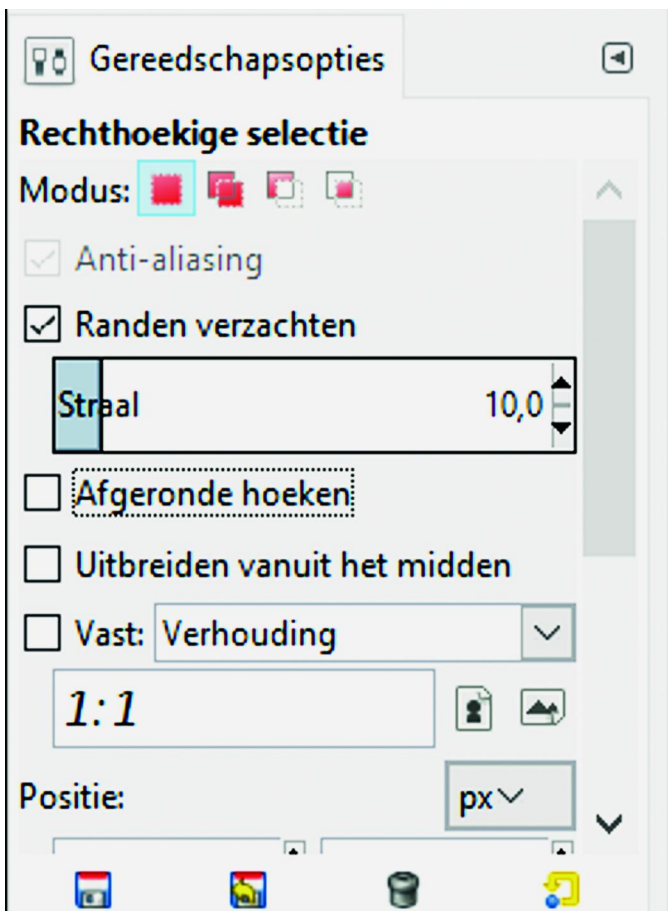 Gereedschapsopties
Rechthoekige selectie
Modus:
Anti-aliasing
Randen verzachten
Straal 10,0
Afgeronde hoeken
Uitbreiden vanuit het midden
Vast: Verhouding
1:1
Positie: px